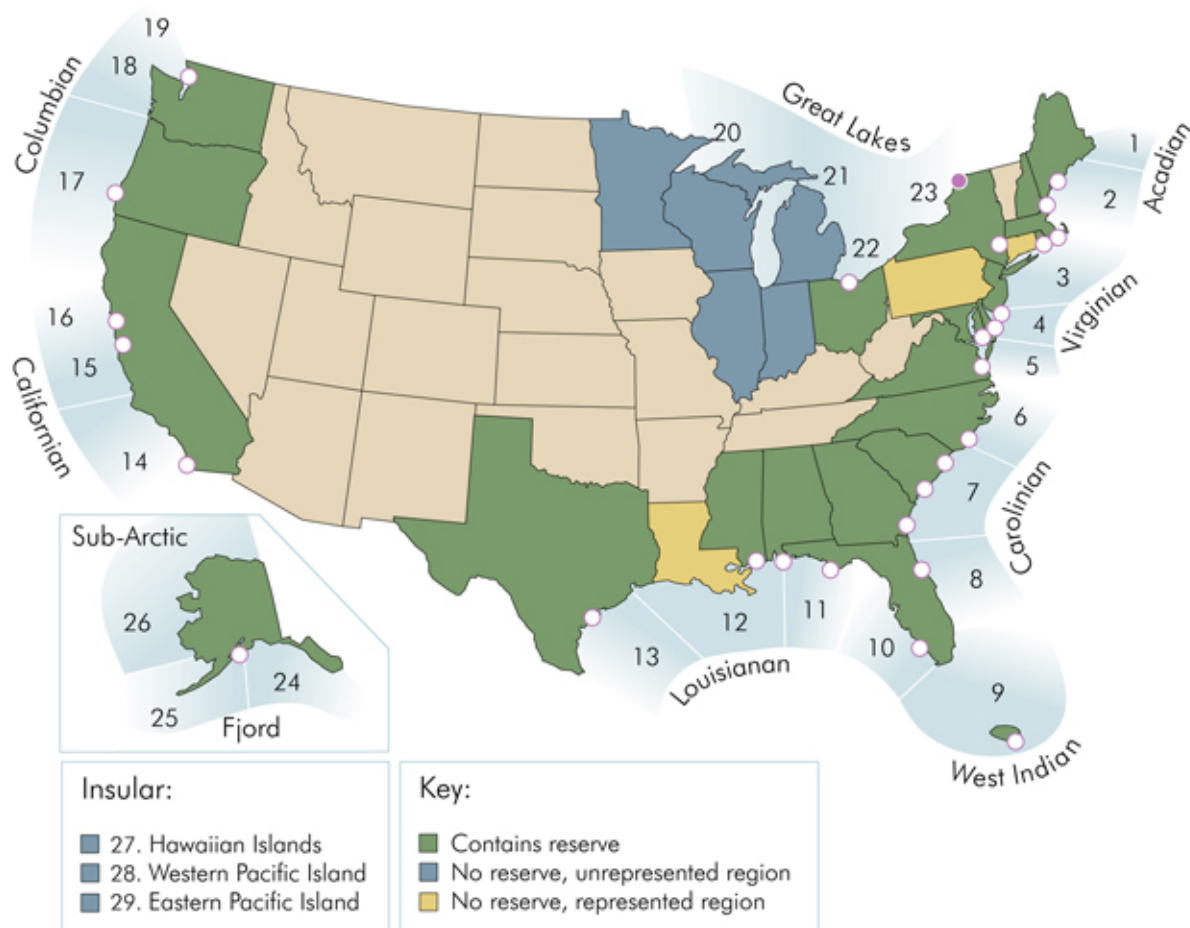 19
18
Columbian
17
16
15
Californian
14
20
Great Lakes
21
22
23
1
Acadian
2
3
Virginian
4
5
6
7
Carolinian
8
9
West Indian
10
11
12
Louisianan
13
Sub-Arctic
26
25
24
Fjord
Insular:
27. Hawaiian Islands
28. Western Pacific Island
29. Eastern Pacific Island
Key:
Contains reserve
No reserve, unrepresented region
No reserve, represented region